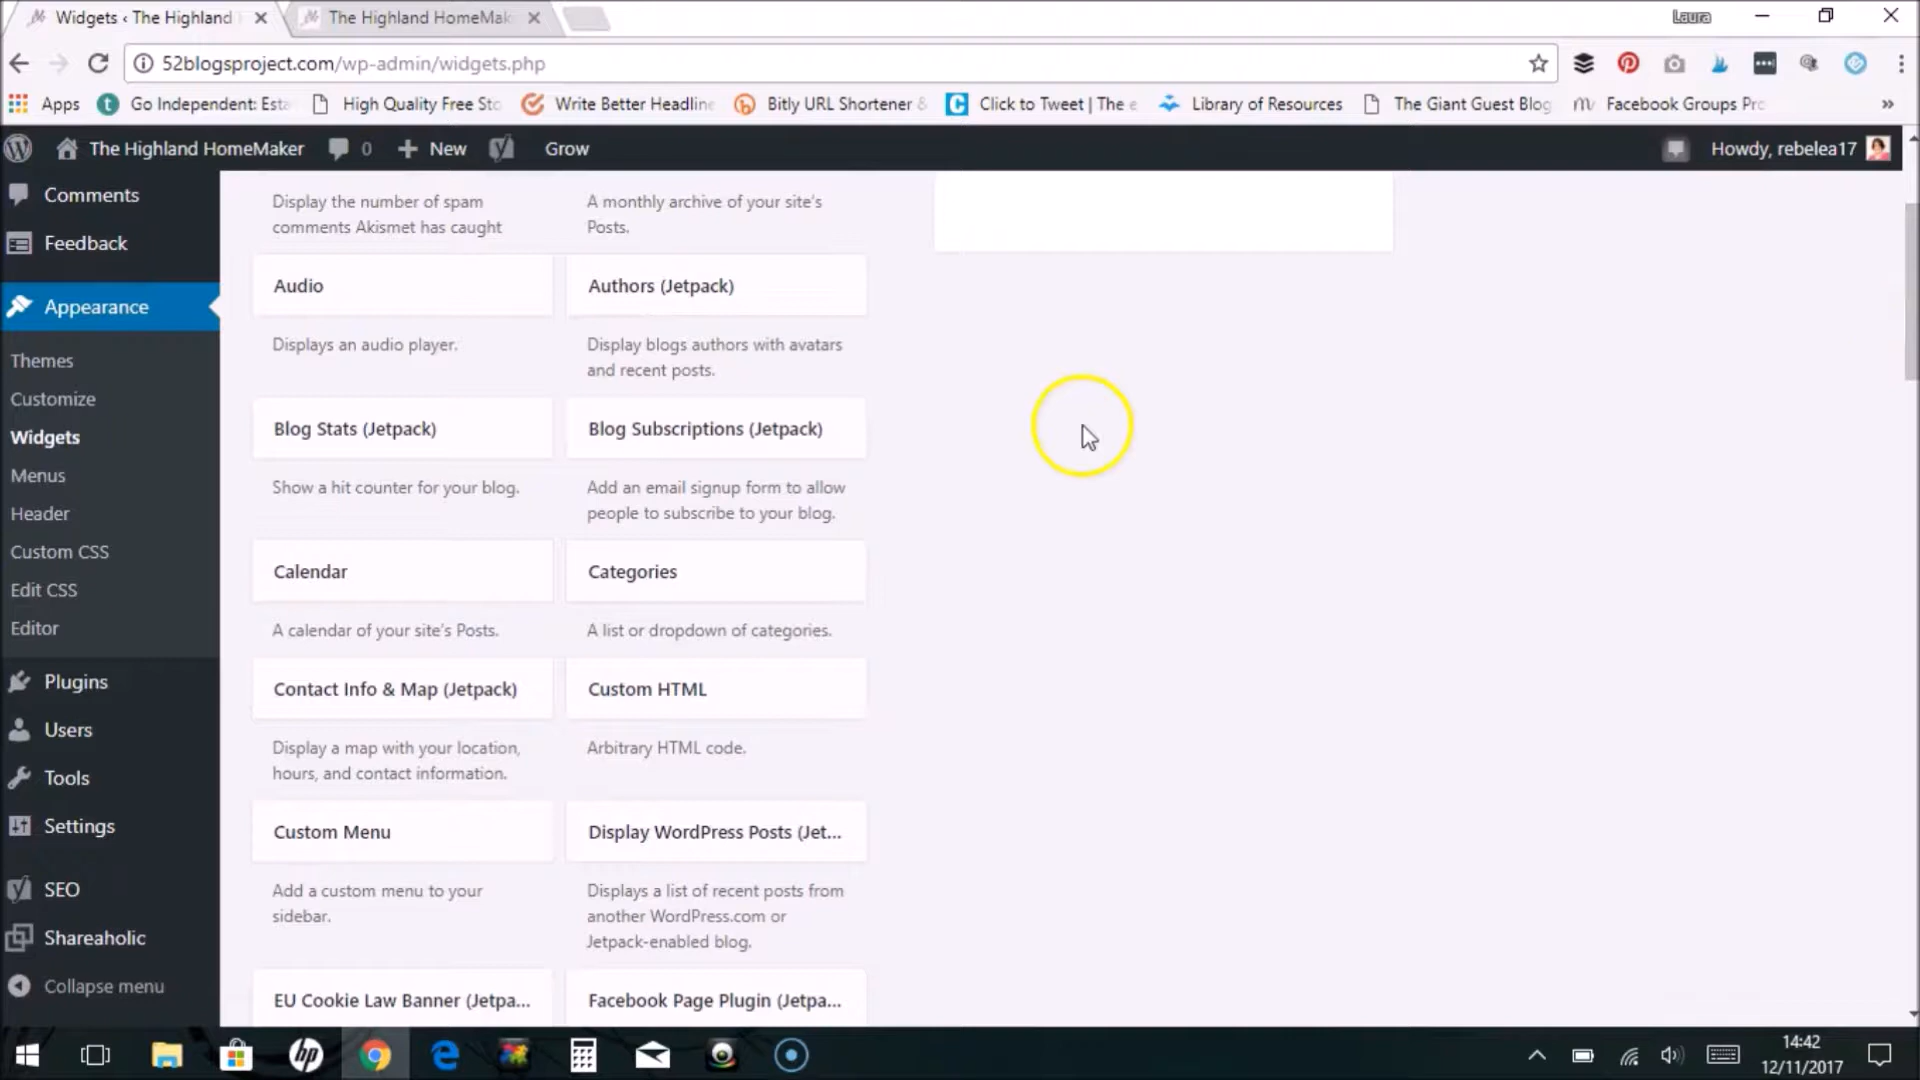 Widgets ‹ The Highland
The Highland HomeMak
Laura
52blogsproject.com/wp-admin/widgets.php
Apps
Go Independent: Esta
High Quality Free Sto
Write Better Headline
Bitly URL Shortener &
Click to Tweet | The e
Library of Resources
The Giant Guest Blog
Facebook Groups Pro
»
The Highland HomeMaker
0
New
Grow
Howdy, rebelea17
Comments
Feedback
Appearance
Themes
Customize
Widgets
Menus
Header
Custom CSS
Edit CSS
Editor
Plugins
Users
Tools
Settings
SEO
Shareaholic
Collapse menu
Display the number of spam
comments Akismet has caught
A monthly archive of your site's
Posts.
Audio
Displays an audio player.
Authors (Jetpack)
Display blogs authors with avatars
and recent posts.
Blog Stats (Jetpack)
Show a hit counter for your blog.
Blog Subscriptions (Jetpack)
Add an email signup form to allow
people to subscribe to your blog.
Calendar
A calendar of your site's Posts.
Categories
A list or dropdown of categories.
Contact Info & Map (Jetpack)
Display a map with your location,
hours, and contact information.
Custom HTML
Arbitrary HTML code.
Custom Menu
Add a custom menu to your
sidebar.
Display WordPress Posts (Jet...
Displays a list of recent posts from
another WordPress.com or
Jetpack-enabled blog.
EU Cookie Law Banner (Jetpa...
Facebook Page Plugin (Jetpa...
hp
14:42
12/11/2017